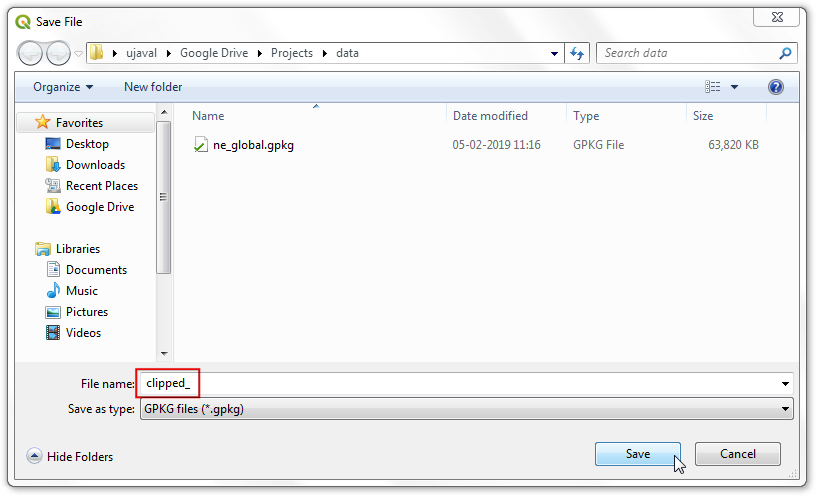 Save File
ujaval Google Drive Projects data Search data
Organize New folder
Name Date modified Type Size
ne_global.gpkg 05-02-2019 11:16 GPKG File 63,820 KB
Favorites
Desktop
Downloads
Recent Places
Google Drive
Libraries
Documents
Music
Pictures
Videos
File name: clipped_
Save as type: GPKG files (*.gpkg)
Hide Folders Save Cancel